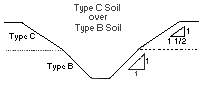 Type C Soil
over
Type B Soil
Type C
1
1 1/2
Type B
1
1